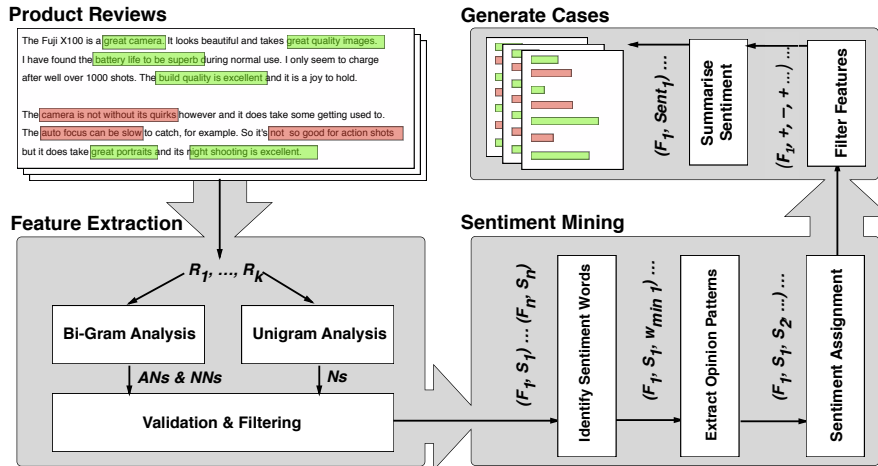 Product Reviews
The Fuji X100 is a great camera. It looks beautiful and takes great quality images.
I have found the battery life to be superb during normal use. I only seem to charge
after well over 1000 shots. The build quality is excellent and it is a joy to hold.
The camera is not without its quirks however and it does take some getting used to.
The auto focus can be slow to catch, for example. So it's not so good for action shots
but it does take great portraits and its night shooting is excellent.
Generate Cases
(F1, Sent1) ...
Summarise
Sentiment
(F1, +, −, + ...) ...
Filter Features
Feature Extraction
R1, ..., Rk
Bi-Gram Analysis
Unigram Analysis
ANs & NNs
Ns
Validation & Filtering
Sentiment Mining
(F1, S1) ... (Fn, Sn)
Identify Sentiment Words
(F1, S1, wmin 1) ...
Extract Opinion Patterns
(F1, S1, S2, ...) ...
Sentiment Assignment